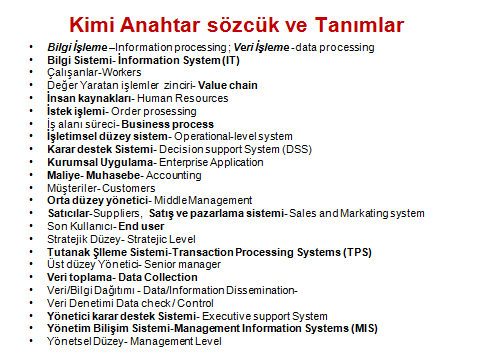 Kimi Anahtar sözcük ve Tanımlar
• Bilgi İşleme –Information processing; Veri İşleme -data processing
• Bilgi Sistemi- İnformation System (IT)
• Çalışanlar-Workers
• Değer Yaratan işlemler zinciri- Value chain
• İnsan kaynakları- Human Resources
• İstek işlemi- Order prosessing
• İş alanı süreci- Business process
• İşletimsel düzey sistem- Operational-level system
• Karar destek Sistemi- Decision support System (DSS)
• Kurumsal Uygulama- Enterprise Application
• Maliye- Muhasebe- Accounting
• Müşteriler- Customers
• Orta düzey yönetici- Middle Management
• Satıcılar-Suppliers, Satış ve pazarlama sistemi- Sales and Markating system
• Son Kullanıcı- End user
• Stratejik Düzey- Stratejic Level
• Tutanak Şlleme Sistemi-Transaction Processing Systems (TPS)
• Üst düzey Yönetici- Senior manager
• Veri toplama- Data Collection
• Veri/Bilgi Dağıtımı - Data/Information Dissemination-
• Veri Denetimi Data check / Control
• Yönetici karar destek Sistemi- Executive support System
• Yönetim Bilişim Sistemi-Management Information Systems (MIS)
• Yönetsel Düzey- Management Level